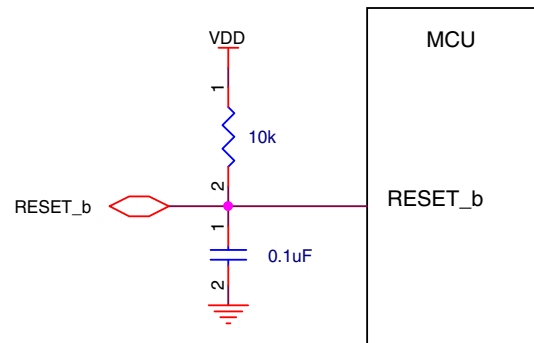 VDD
MCU
1
10k
2
RESET_b
RESET_b
1
0.1uF
2